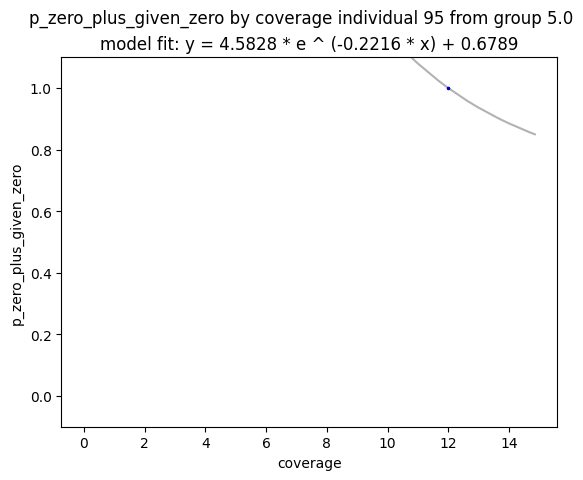 p_zero_plus_given_zero by coverage individual 95 from group 5.0
model fit: y = 4.5828 * e ^ (-0.2216 * x) + 0.6789
1.0
0.8
0.6
0.4
0.2
0.0
p_zero_plus_given_zero
0 2 4 6 8 10 12 14
coverage